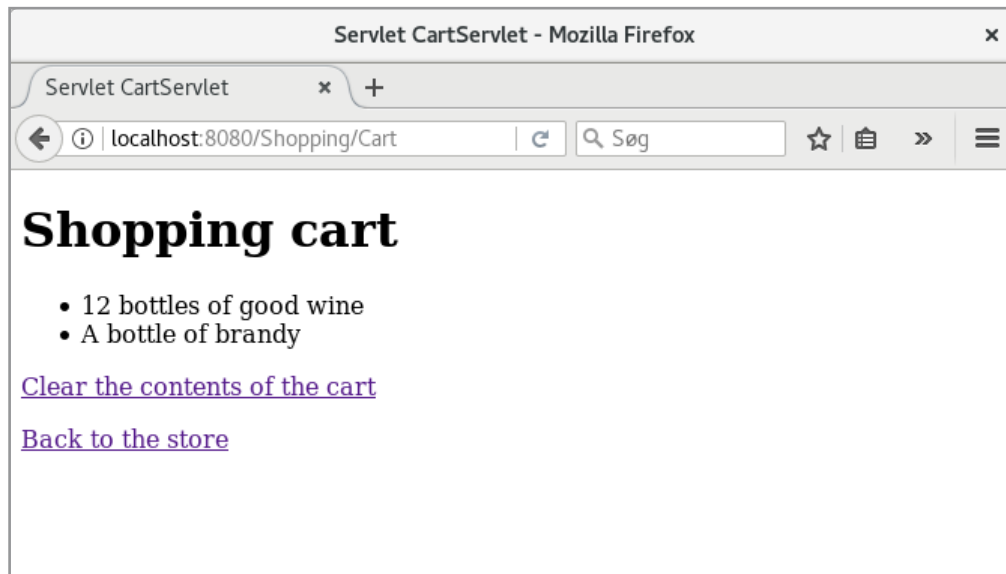 Servlet CartServlet - Mozilla Firefox
Servlet CartServlet
localhost:8080/Shopping/Cart
Søg
Shopping cart
• 12 bottles of good wine
• A bottle of brandy
Clear the contents of the cart
Back to the store